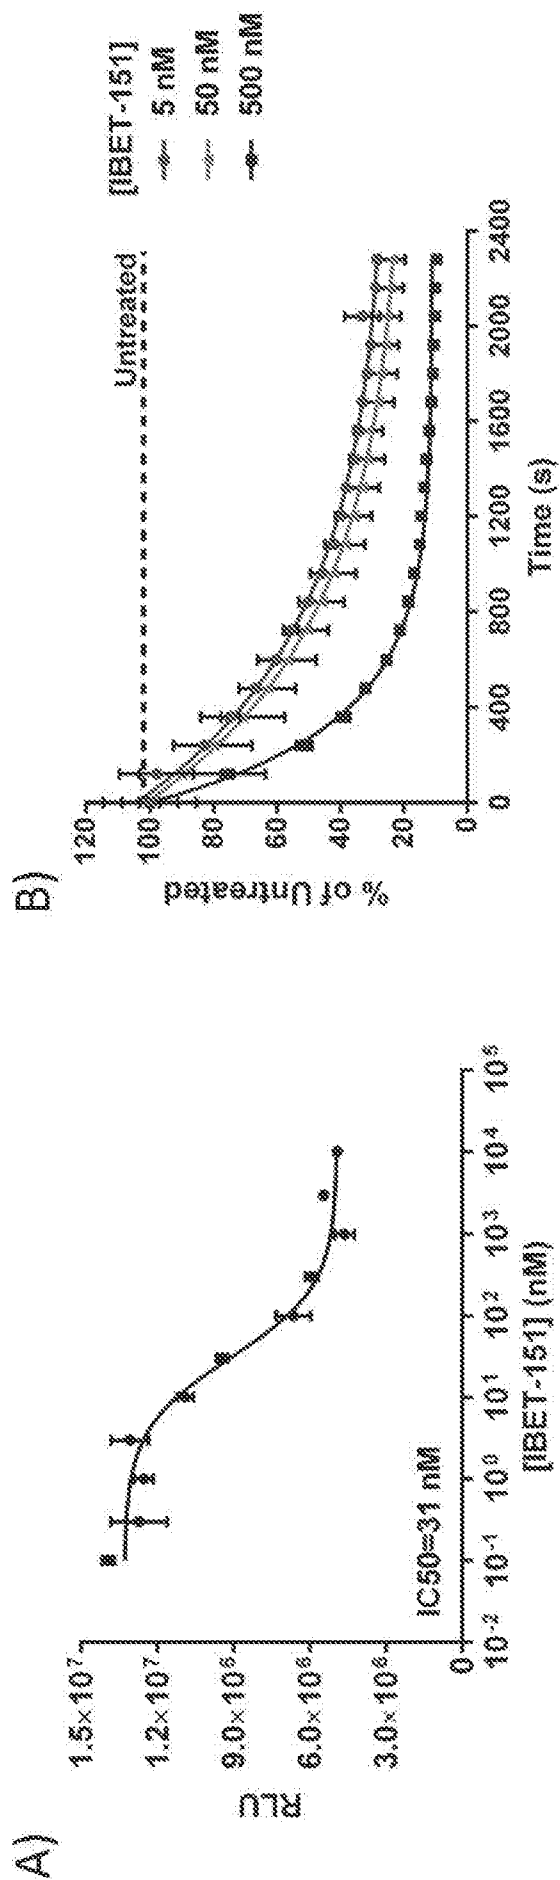 A)
RLU
1.5×10⁷
1.2×10⁷
9.0×10⁶
6.0×10⁶
3.0×10⁶
0
IC50=31 nM
10⁻² 10⁻¹ 10⁰ 10¹ 10² 10³ 10⁴ 10⁵
[IBET-151] (nM)
B)
% of Untreated
120
100
80
60
40
20
0
Untreated
0 400 800 1200 1600 2000 2400
Time (s)
[IBET-151]
5 nM
50 nM
500 nM